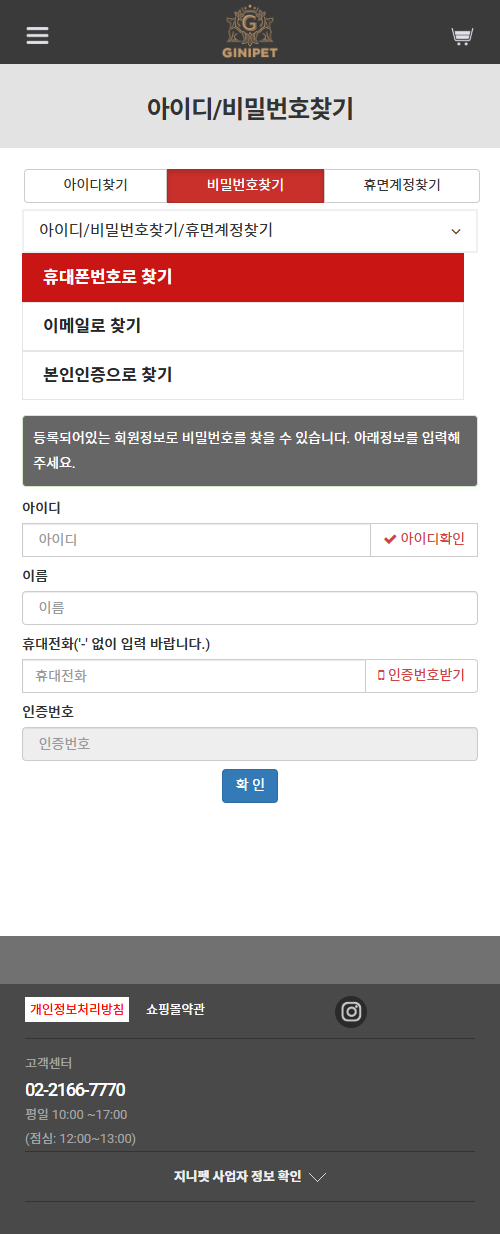 G
GINIPET
아이디/비밀번호찾기
아이디찾기 비밀번호찾기 휴면계정찾기
아이디/비밀번호찾기/휴면계정찾기
휴대폰번호로 찾기
이메일로 찾기
본인인증으로 찾기
등록되어있는 회원정보로 비밀번호를 찾을 수 있습니다. 아래정보를 입력해
주세요.
아이디
아이디 아이디확인
이름
이름
휴대전화('-' 없이 입력 바랍니다.)
휴대전화 인증번호받기
인증번호
인증번호
확 인
개인정보처리방침 쇼핑몰약관
고객센터
02-2166-7770
평일 10:00 ~17:00
(점심: 12:00~13:00)
지니펫 사업자 정보 확인